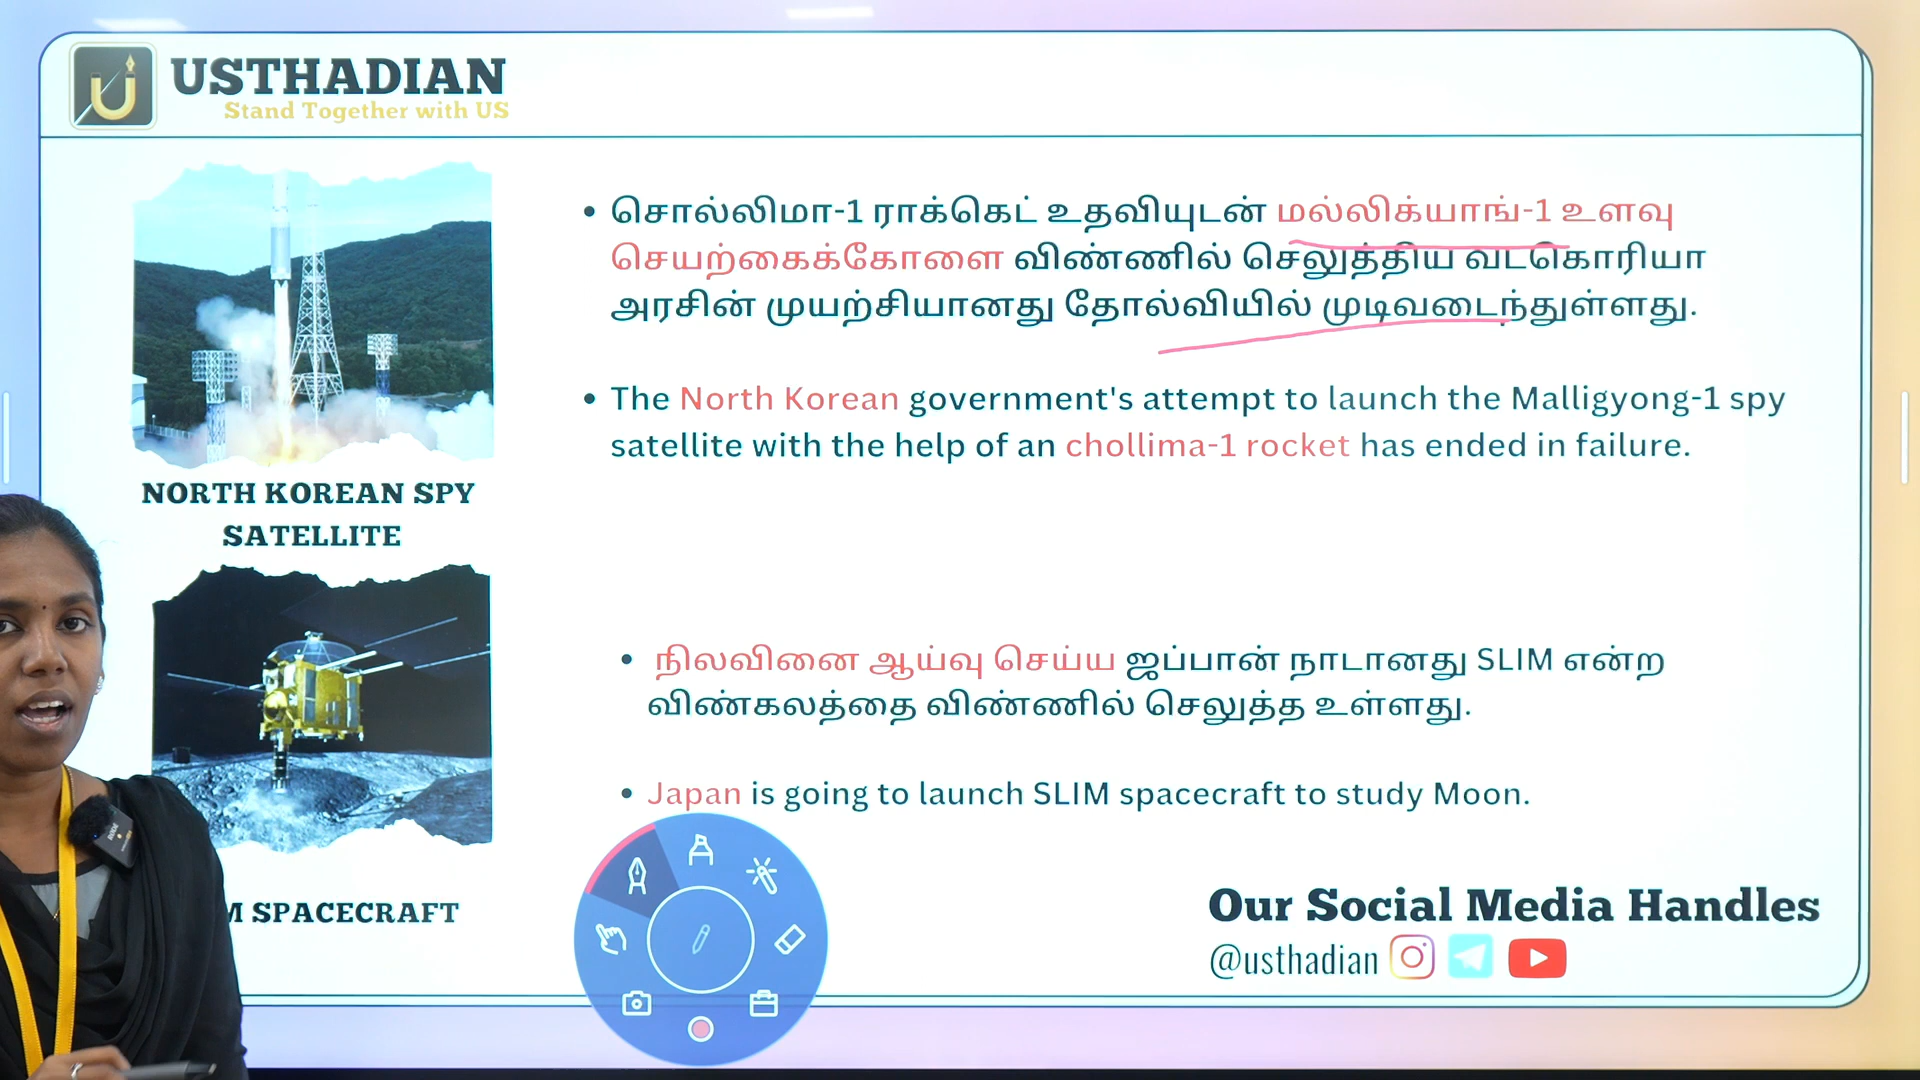 USTHADIAN
Stand Together with US
சொல்லிமா-1 ராக்கெட் உதவியுடன் மல்லிக்யாங்-1 உளவு
செயற்கைக்கோளை விண்ணில் செலுத்திய வடகொரியா
அரசின் முயற்சியானது தோல்வியில் முடிவடைந்துள்ளது.
The North Korean government's attempt to launch the Malligyong-1 spy
satellite with the help of an chollima-1 rocket has ended in failure.
NORTH KOREAN SPY
SATELLITE
நிலவினை ஆய்வு செய்ய ஜப்பான் நாடானது SLIM என்ற
விண்கலத்தை விண்ணில் செலுத்த உள்ளது.
Japan is going to launch SLIM spacecraft to study Moon.
M SPACECRAFT
Our Social Media Handles
@usthadian